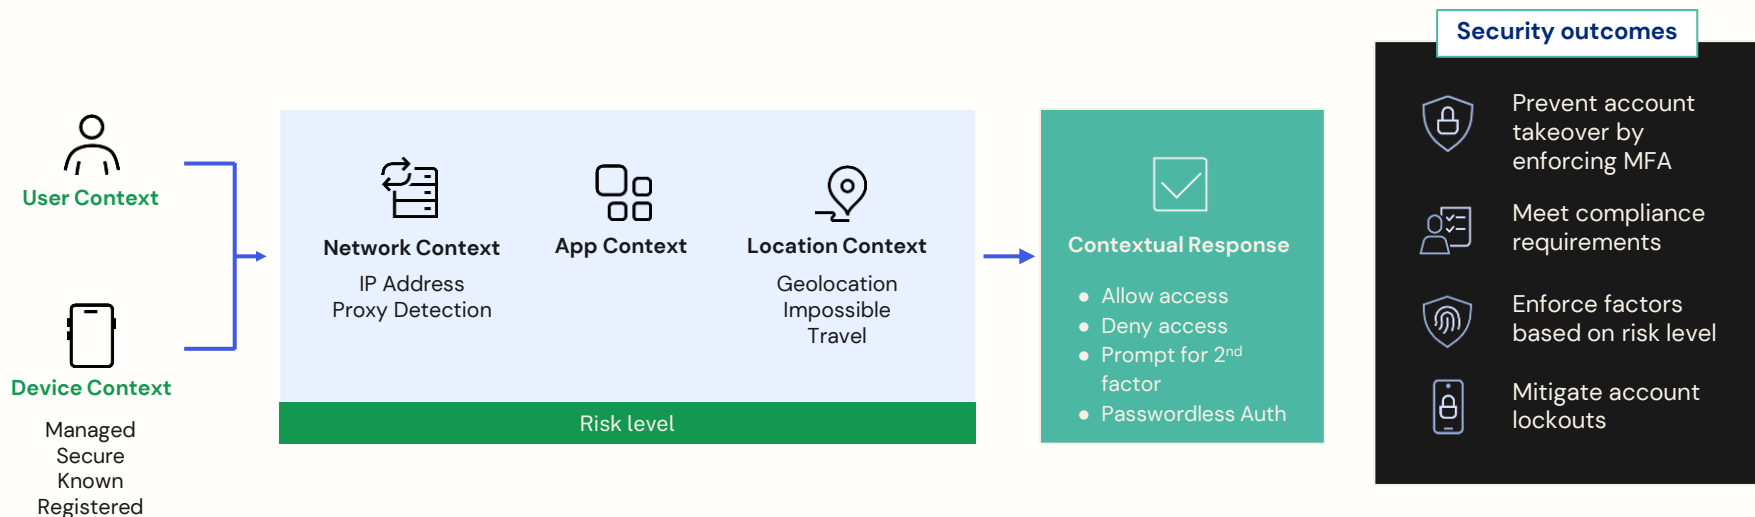 User Context
Device Context
Managed
Secure
Known
Registered
Network Context
IP Address
Proxy Detection
App Context
Location Context
Geolocation
Impossible
Travel
Risk level
Contextual Response
● Allow access
● Deny access
● Prompt for 2nd
factor
● Passwordless Auth
Security outcomes
Prevent account
takeover by
enforcing MFA
Meet compliance
requirements
Enforce factors
based on risk level
Mitigate account
lockouts